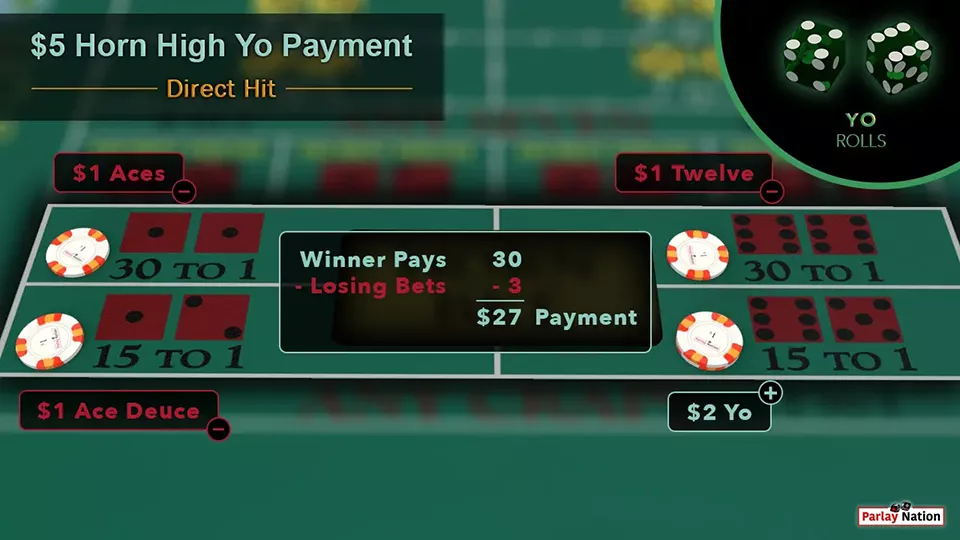 $5 Horn High Yo Payment
Direct Hit
YO
ROLLS
$1 Aces
-
$1 Twelve
-
30 TO 1
30 TO 1
Winner Pays 30
- Losing Bets - 3
$27 Payment
15 TO 1
15 TO 1
$1 Ace Deuce
-
$2 Yo
+
Parlay Nation